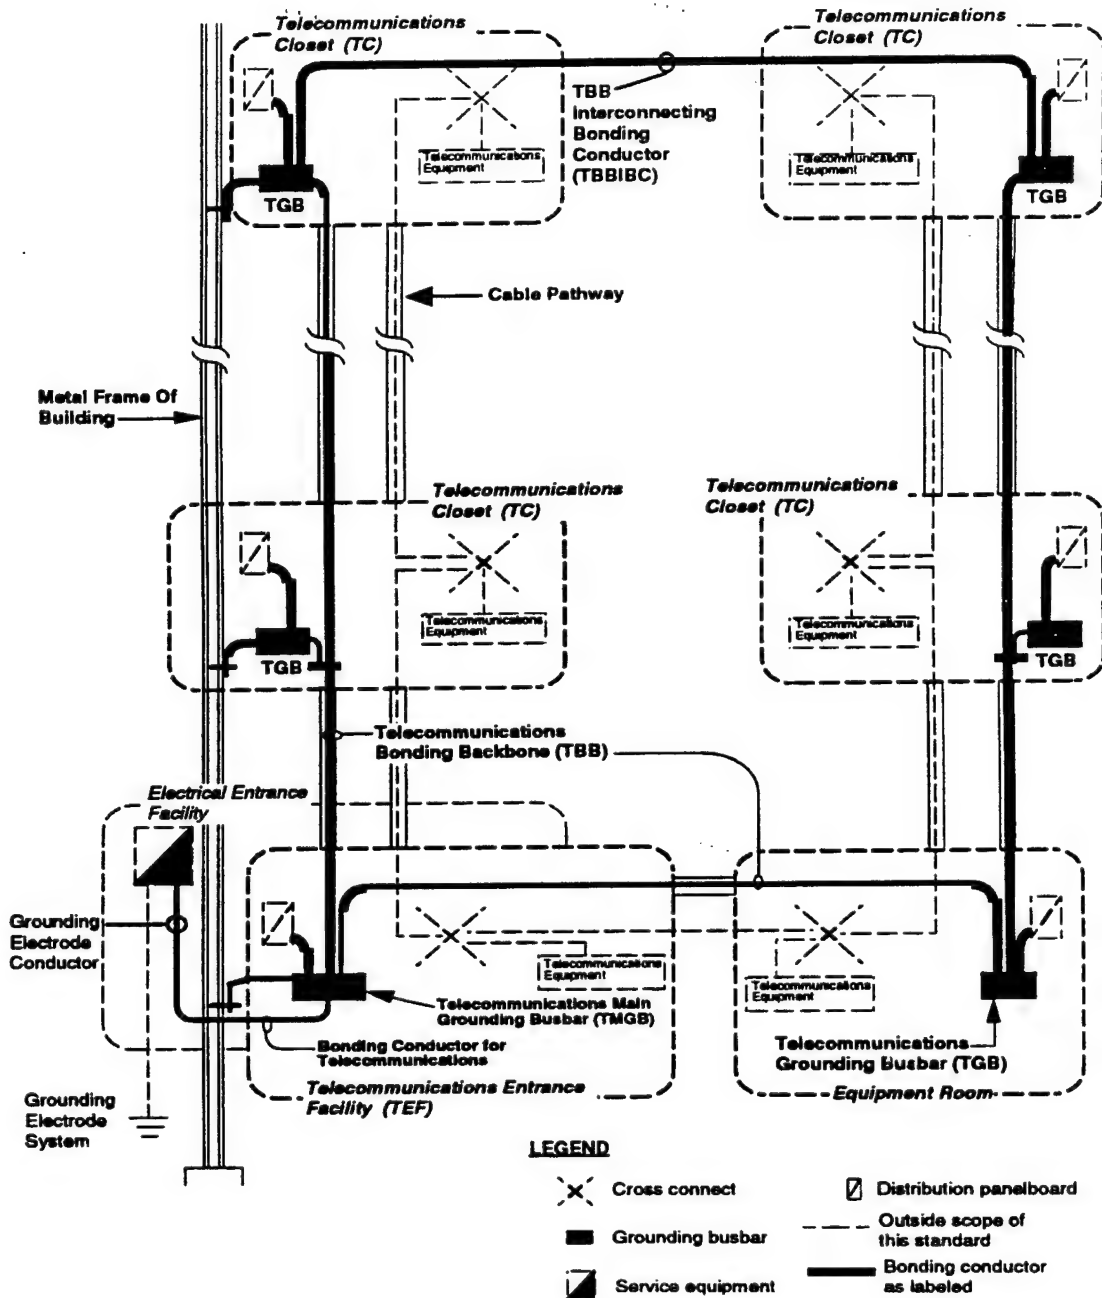 Telecommunications
Closet (TC)
Telecommunications
Closet (TC)
TBB
Interconnecting
Bonding
Conductor
(TBBIBC)
Telecommunications
Equipment
Telecommunications
Equipment
TGB
TGB
Cable Pathway
Metal Frame Of
Building
Telecommunications
Closet (TC)
Telecommunications
Closet (TC)
Telecommunications
Equipment
Telecommunications
Equipment
TGB
TGB
Telecommunications
Bonding Backbone (TBB)
Electrical Entrance
Facility
Grounding
Electrode
Conductor
Telecommunications
Equipment
Telecommunications
Equipment
Telecommunications Main
Grounding Busbar (TMGB)
Bonding Conductor for
Telecommunications
Telecommunications
Grounding Busbar (TGB)
Telecommunications Entrance
Facility (TEF)
Equipment Room
Grounding
Electrode
System
LEGEND
Cross connect
Distribution panelboard
Grounding busbar
Outside scope of
this standard
Service equipment
Bonding conductor
as labeled